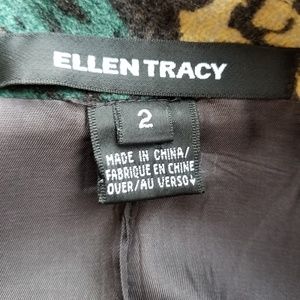 ELLEN TRACY
2
MADE IN CHINA/
FABRIQUE EN CHINE
OVER/AU VERSO↓